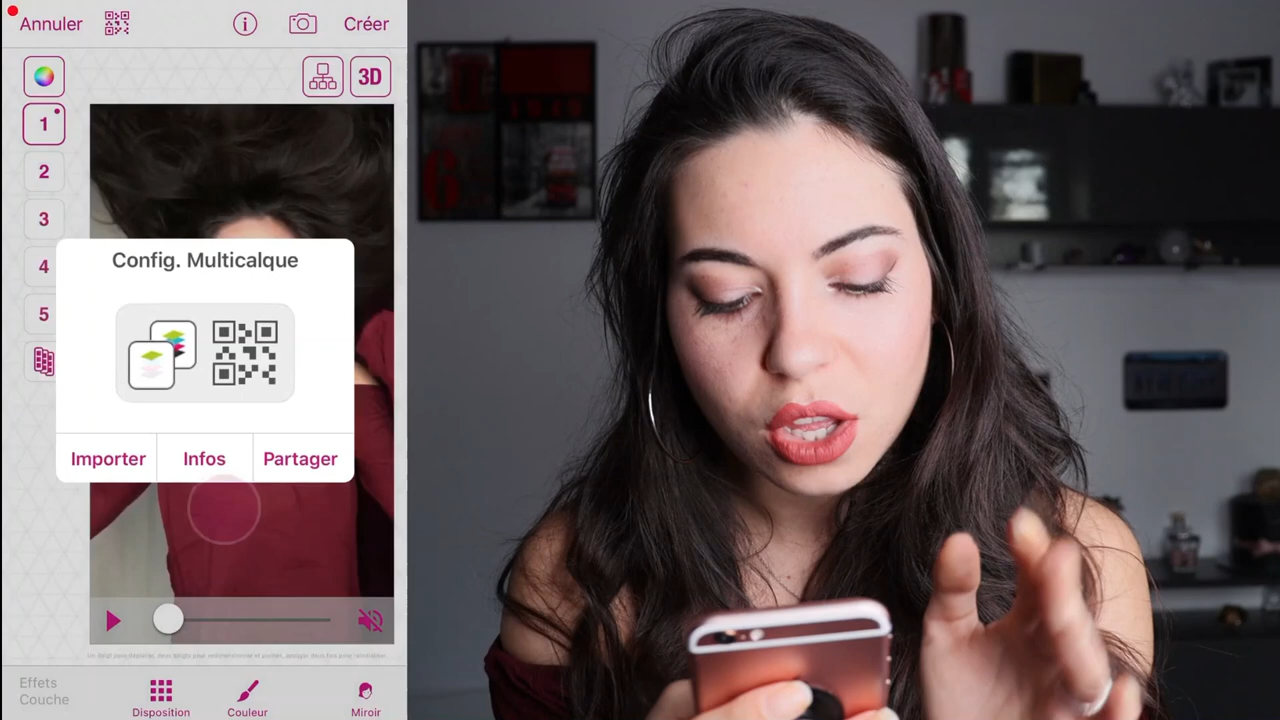 Annuler
Créer
3D
1
2
3
4
5
Config. Multicalque
Importer Infos Partager
Effets
Couche
Disposition Couleur Miroir